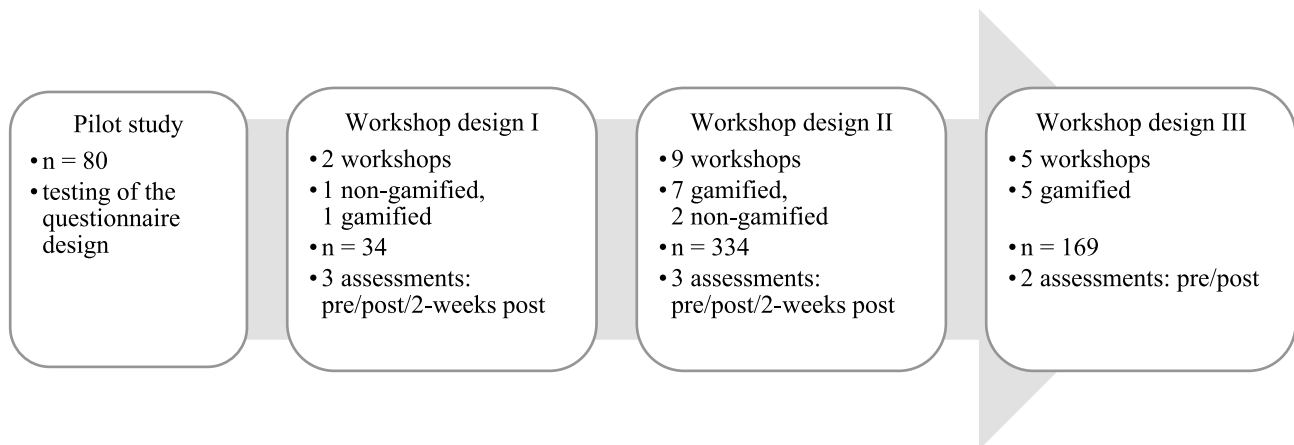 Pilot study
• n = 80
• testing of the
questionnaire
design
Workshop design I
• 2 workshops
• 1 non-gamified,
1 gamified
• n = 34
• 3 assessments:
pre/post/2-weeks post
Workshop design II
• 9 workshops
• 7 gamified,
2 non-gamified
• n = 334
• 3 assessments:
pre/post/2-weeks post
Workshop design III
• 5 workshops
• 5 gamified
• n = 169
• 2 assessments: pre/post